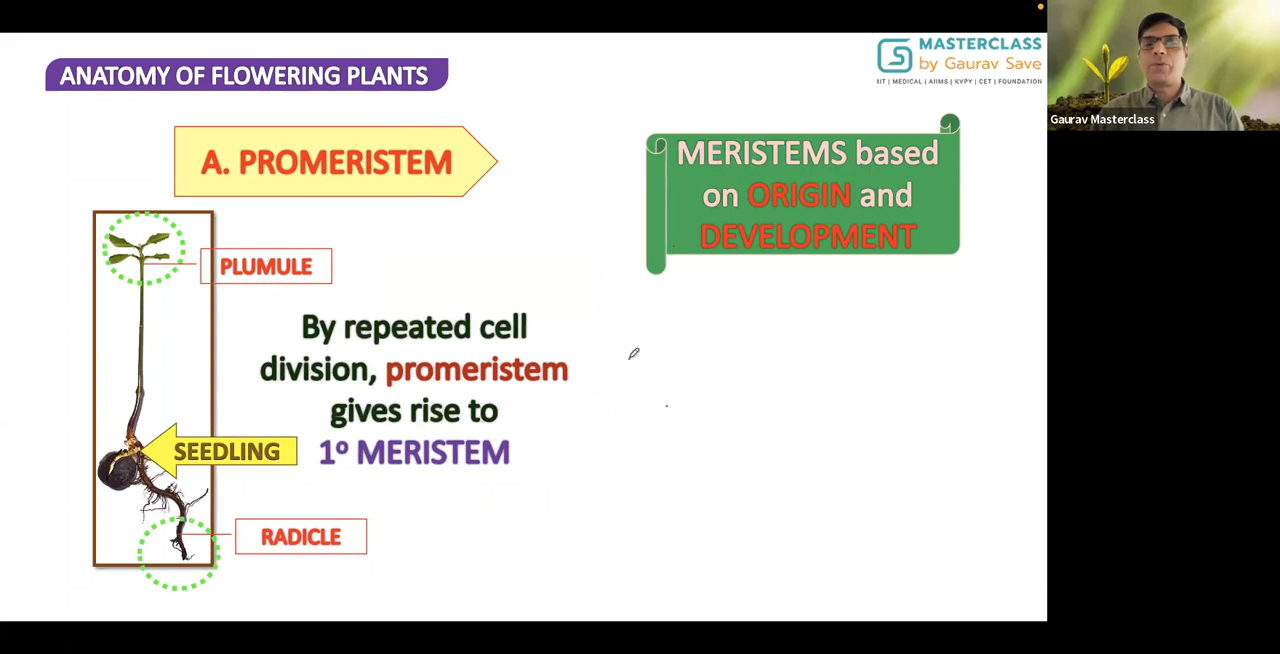 MASTERCLASS
by Gaurav Save
IIT | MEDICAL | AIIMS | KVPY | CET | FOUNDATION
Gaurav Masterclass
ANATOMY OF FLOWERING PLANTS
A. PROMERISTEM
MERISTEMS based
on ORIGIN and
DEVELOPMENT
PLUMULE
By repeated cell
division, promeristem
gives rise to
1º MERISTEM
SEEDLING
RADICLE